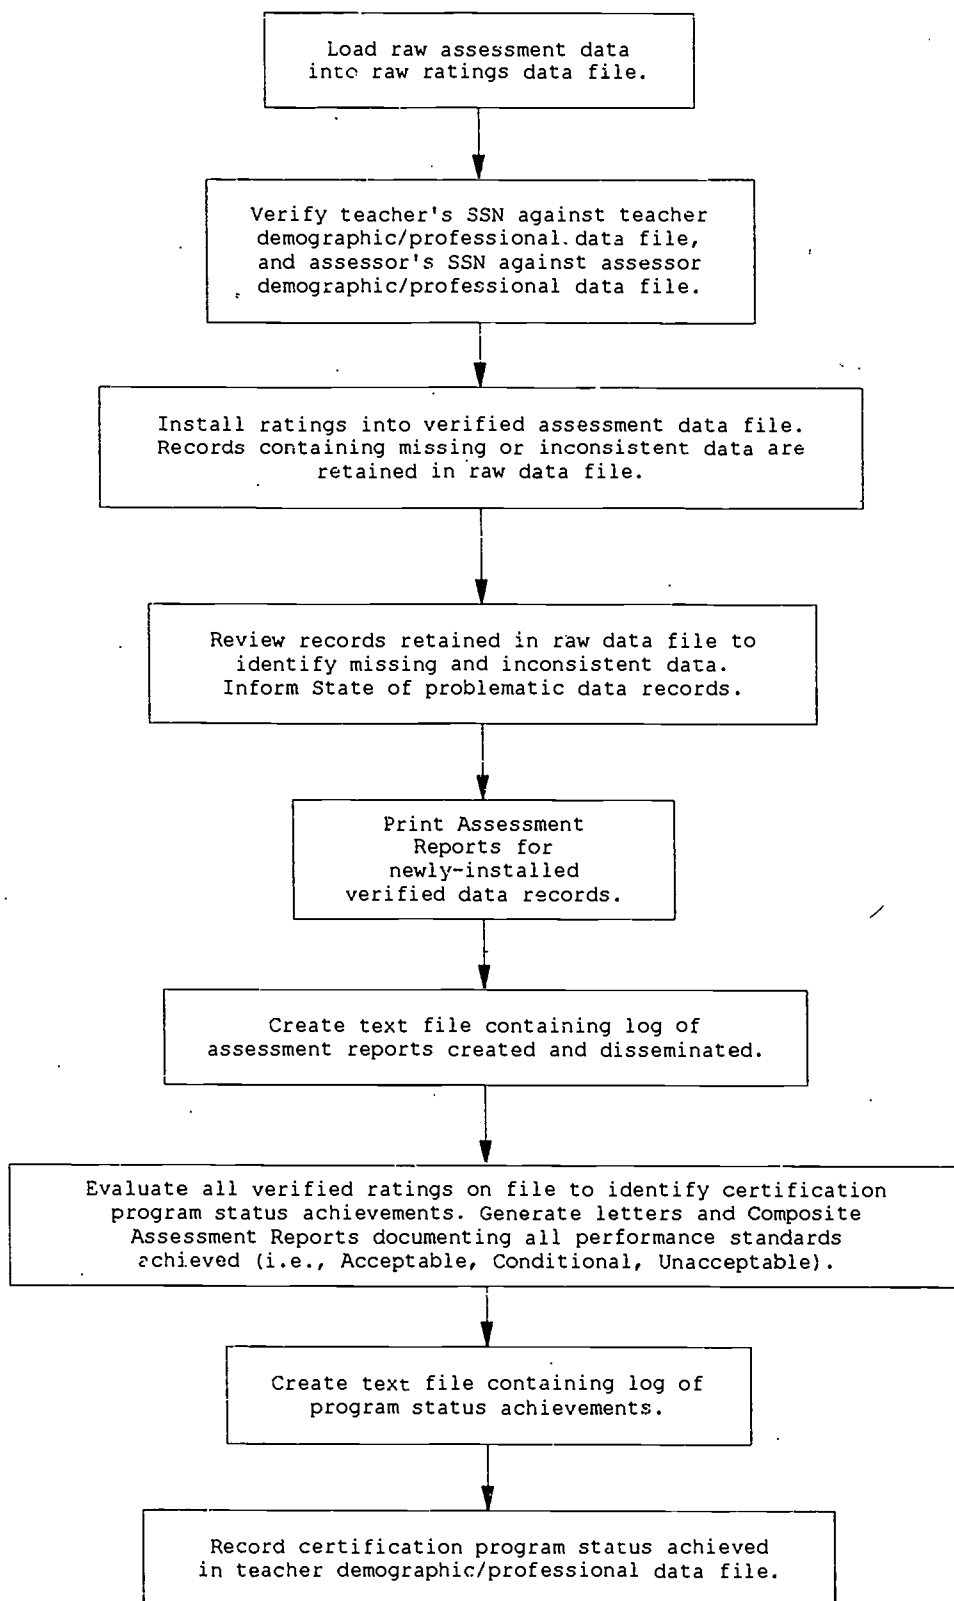 Load raw assessment data
into raw ratings data file.
Verify teacher's SSN against teacher
demographic/professional data file,
and assessor's SSN against assessor
demographic/professional data file.
Install ratings into verified assessment data file.
Records containing missing or inconsistent data are
retained in raw data file.
Review records retained in raw data file to
identify missing and inconsistent data.
Inform State of problematic data records.
Print Assessment
Reports for
newly-installed
verified data records.
Create text file containing log of
assessment reports created and disseminated.
Evaluate all verified ratings on file to identify certification
program status achievements. Generate letters and Composite
Assessment Reports documenting all performance standards
achieved (i.e., Acceptable, Conditional, Unacceptable).
Create text file containing log of
program status achievements.
Record certification program status achieved
in teacher demographic/professional data file.